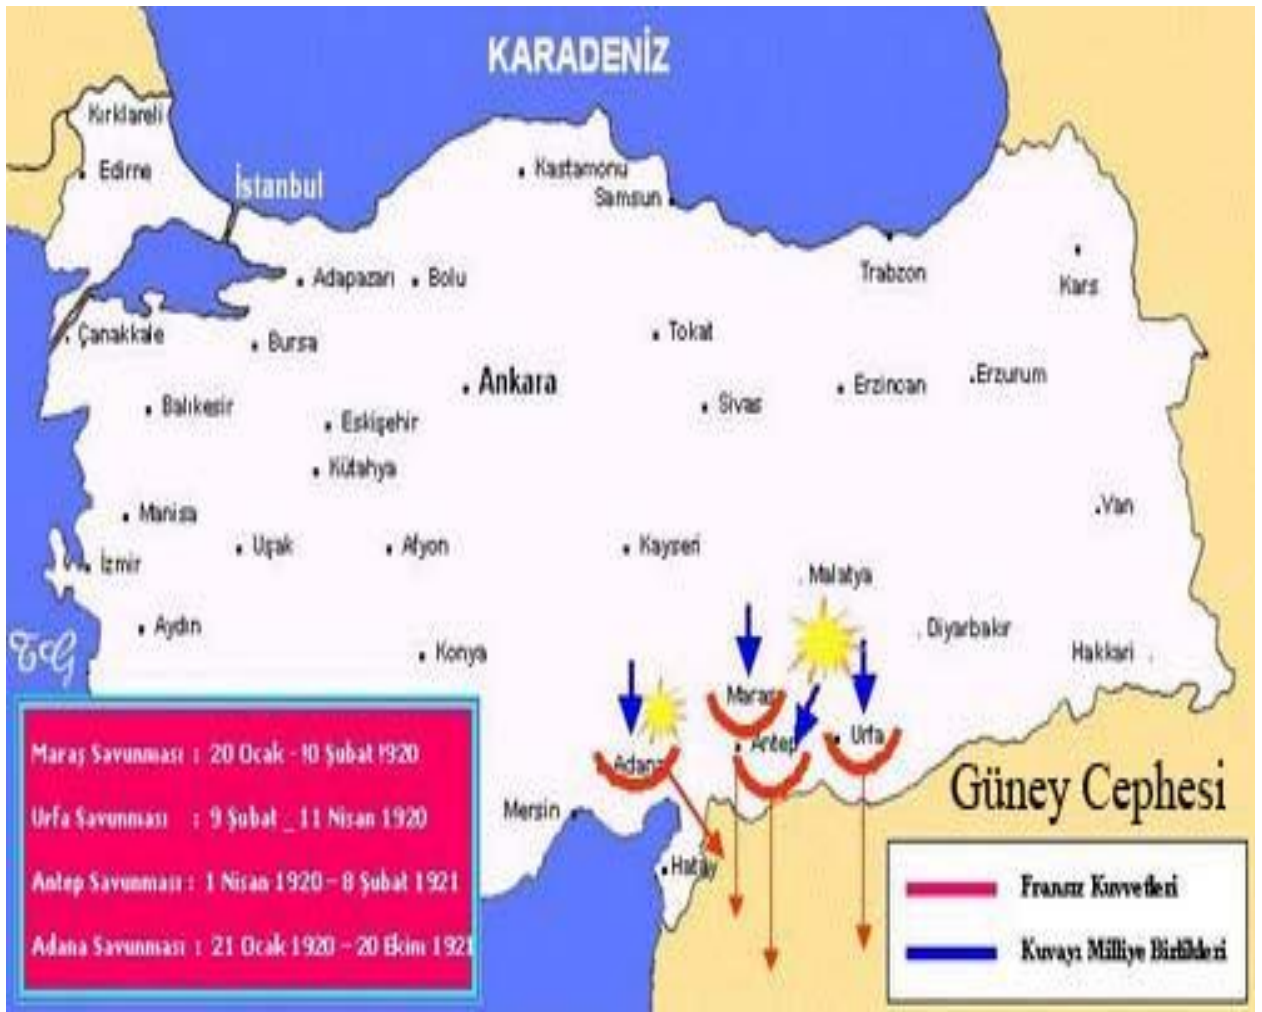 KARADENİZ
Kırklareli
Edirne
İstanbul
Kastamonu
Samsun
Adapazarı
Bolu
Trabzon
Kars
Çanakkale
Bursa
Tokat
Ankara
Erzincan
Erzurum
Balıkesir
Eskişehir
Sivas
Kütahya
Manisa
Van
Uşak
Afyon
Kayseri
İzmir
Malatya
Aydın
Diyarbakır
Konya
Hakkari
TG
Maraş
Antep
Urfa
Adana
Mersin
Hatay
Güney Cephesi
Maraş Savunması : 20 Ocak - 10 Şubat 1920
Urfa Savunması : 9 Şubat _ 11 Nisan 1920
Antep Savunması : 1 Nisan 1920 – 8 Şubat 1921
Adana Savunması : 21 Ocak 1920 – 20 Ekim 1921
Fransız Kuvvetleri
Kuvayı Milliye Birlikleri